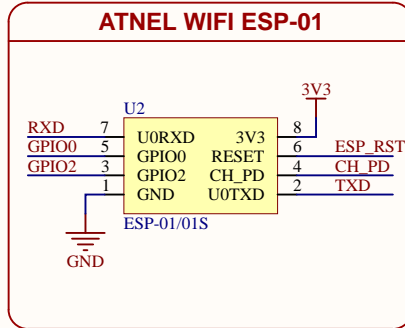 ATNEL WIFI ESP-01
3V3
U2
RXD 7 U0RXD 3V3 8
GPIO0 5 GPIO0 RESET 6 ESP_RST
GPIO2 3 GPIO2 CH_PD 4 CH_PD
1 GND U0TXD 2 TXD
ESP-01/01S
GND